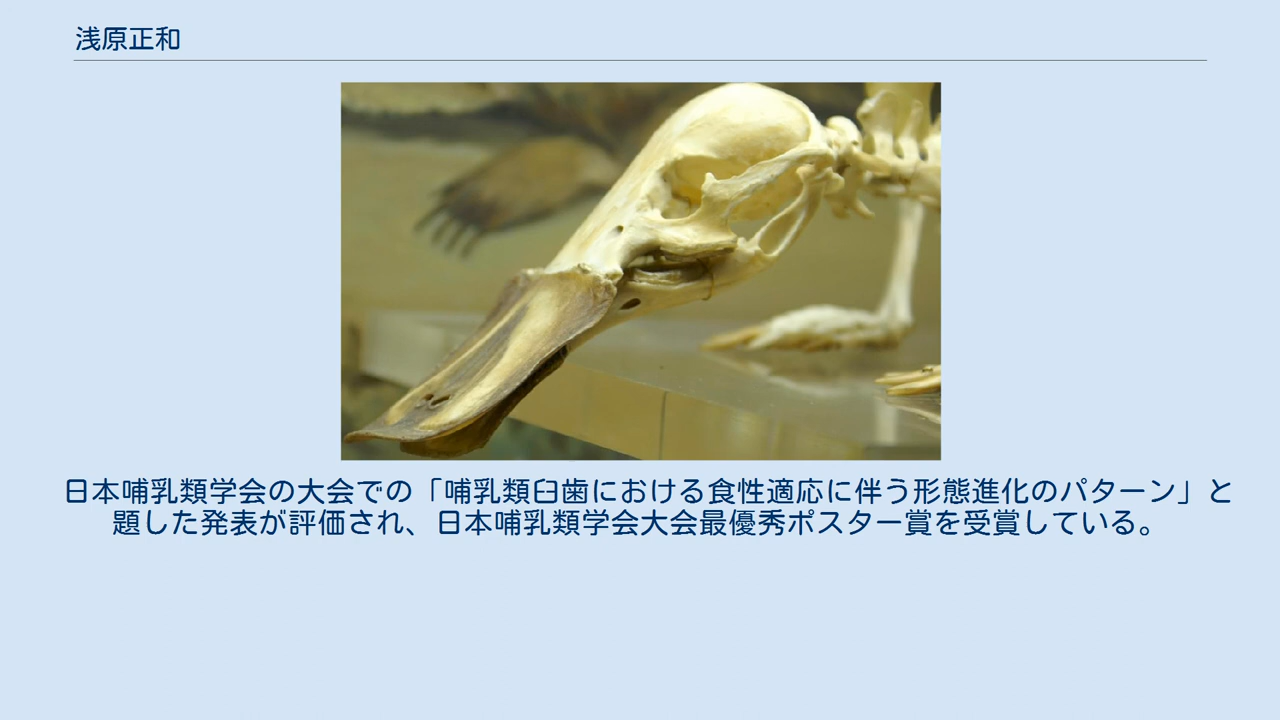 浅原正和
日本哺乳類学会の大会での「哺乳類臼歯における食性適応に伴う形態進化のパターン」と
題した発表が評価され、日本哺乳類学会大会最優秀ポスター賞を受賞している。